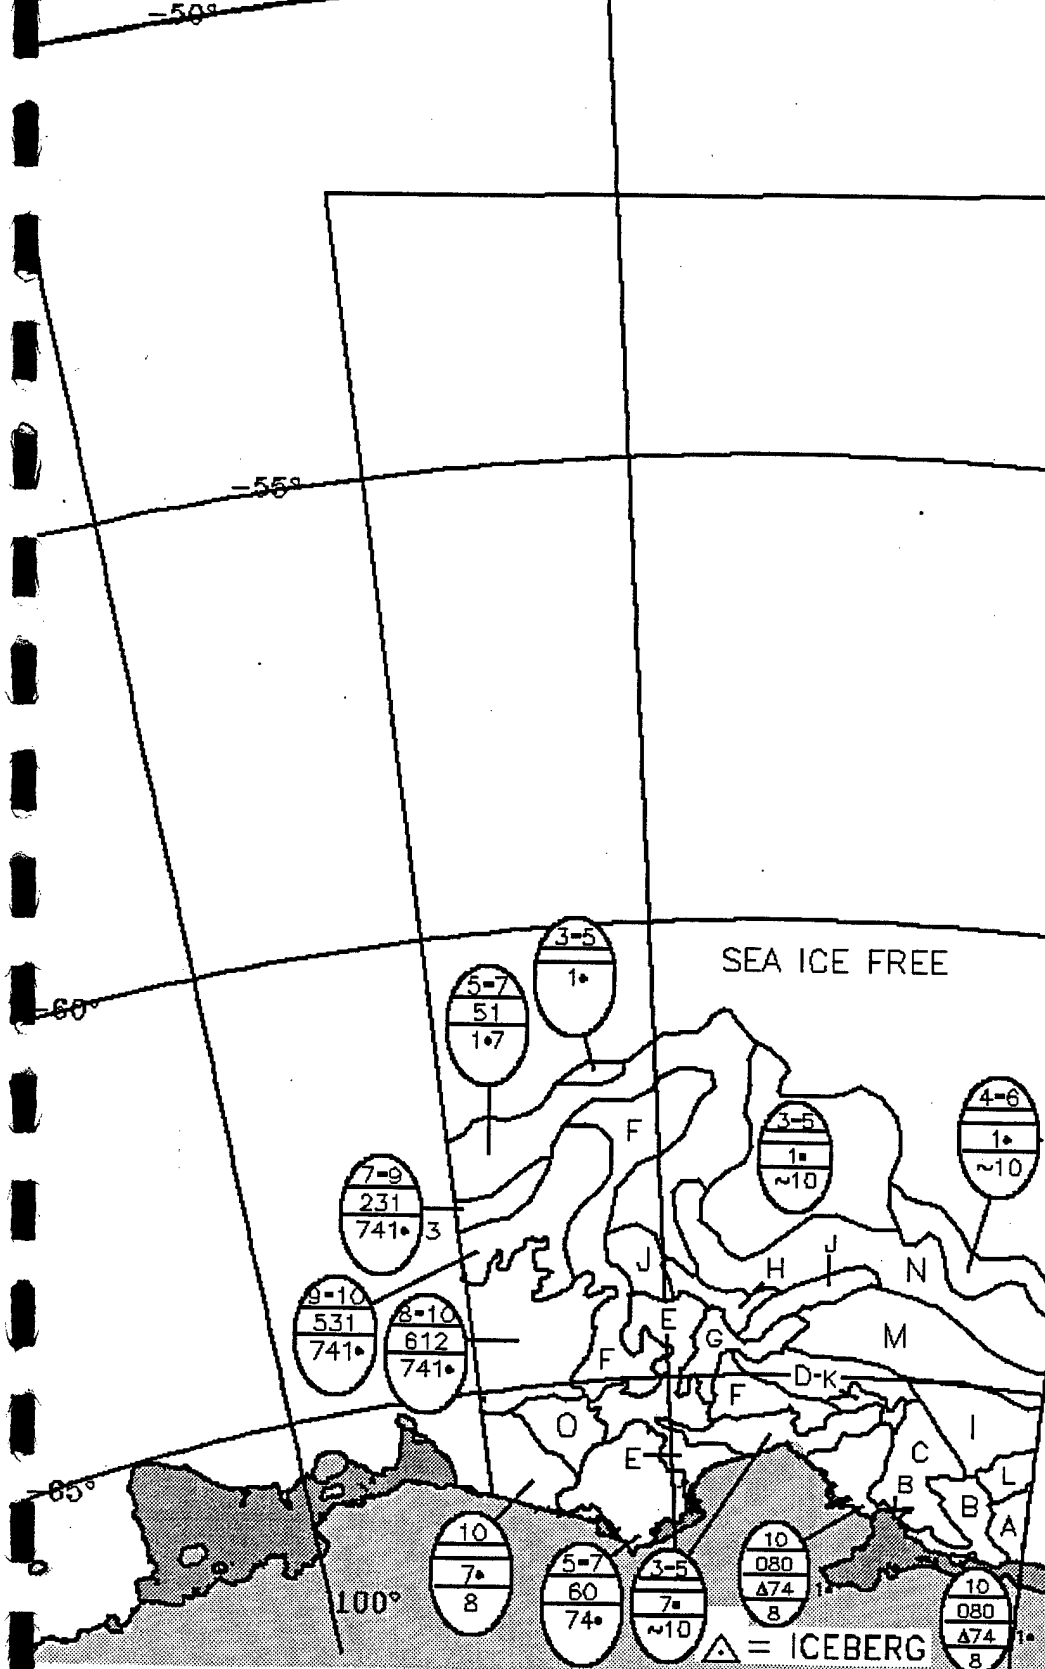 -50°
-55°
-60°
3-5
1•
SEA ICE FREE
5-7
51
1•7
F
3-5
1▪
~10
4-6
1•
~10
7-9
231
741• 3
J
H
J
N
9-10
531
741•
8-10
612
741•
E
G
M
F
D-K
F
O
E
C
I
B
B
L
A
-65°
100°
10
7•
8
5-7
60
74•
3-5
7▪
~10
10
080
Δ74 1•
8
10
080
Δ74 1•
8
△ = ICEBERG